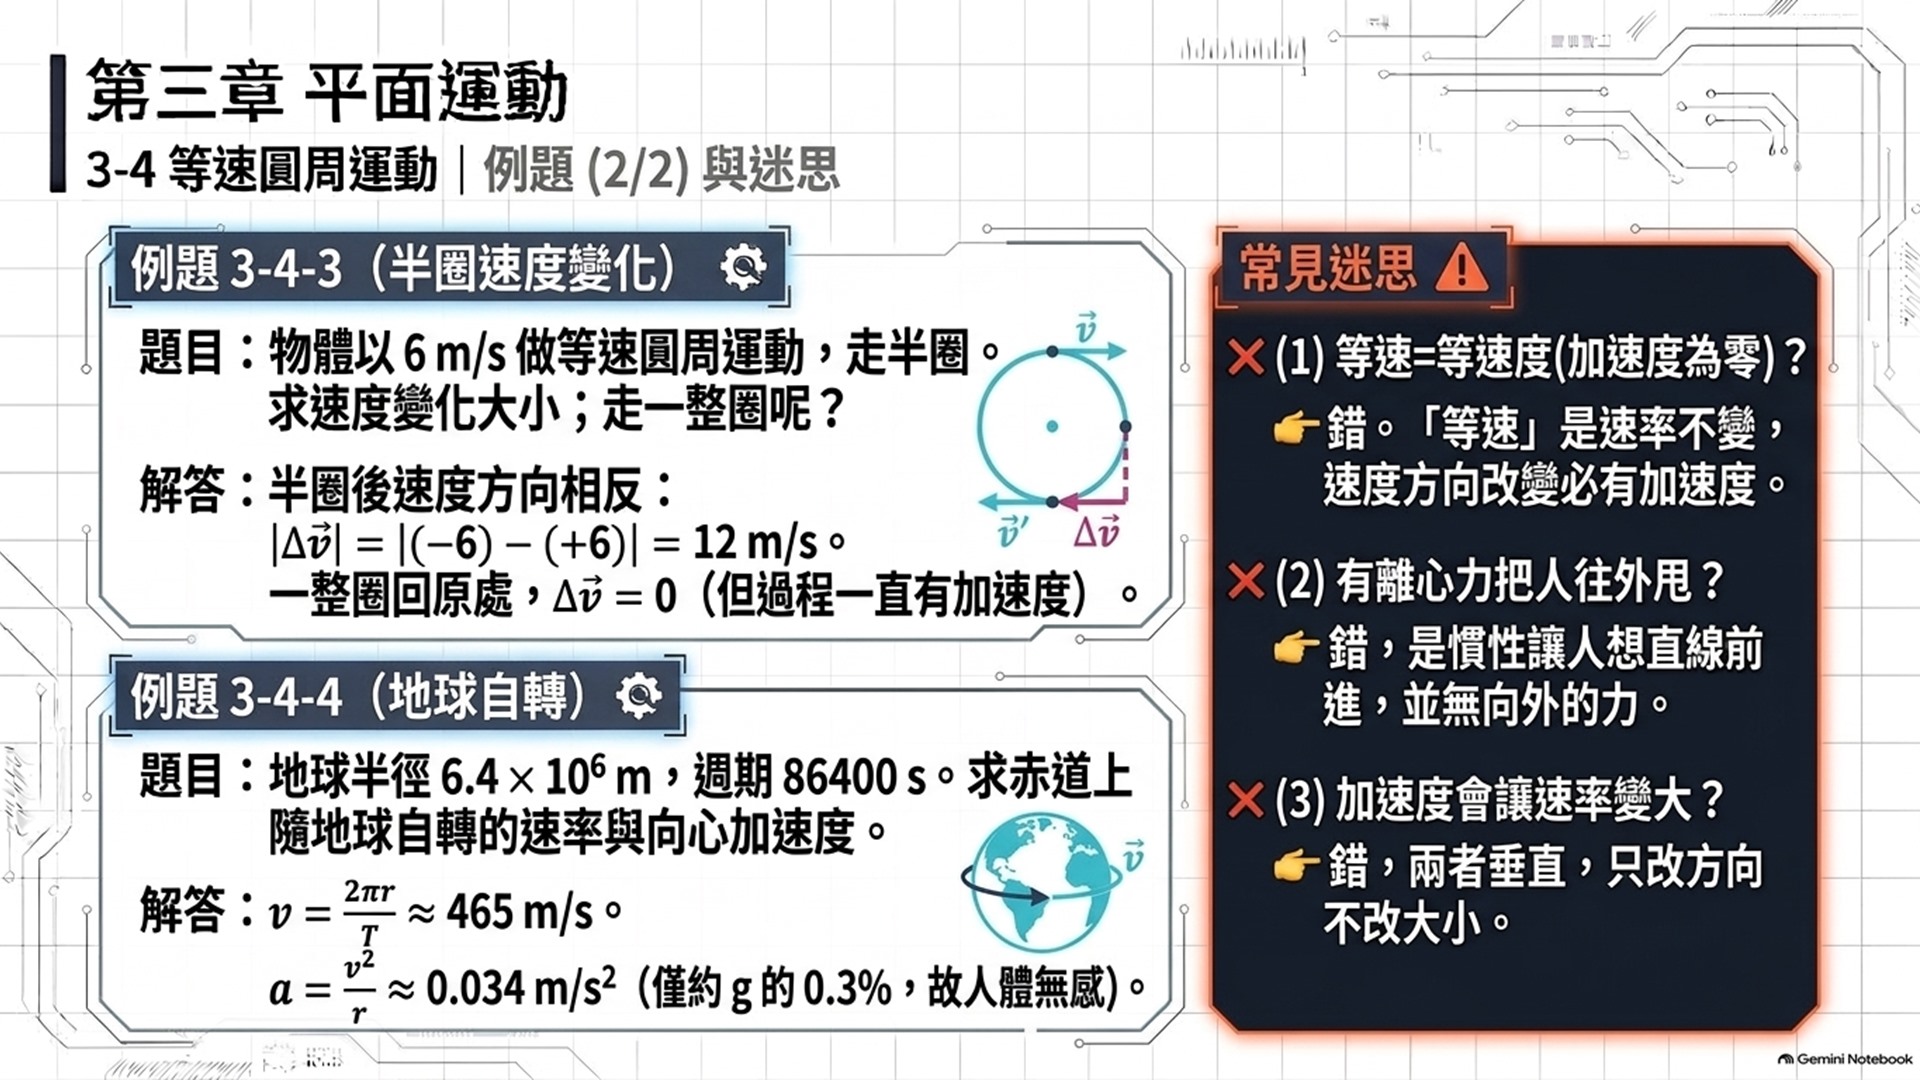 第三章 平面運動
3-4 等速圓周運動｜例題 (2/2) 與迷思
例題 3-4-3（半圈速度變化）
題目：物體以 6 m/s 做等速圓周運動，走半圈。
求速度變化大小；走一整圈呢？
解答：半圈後速度方向相反：
|Δv⃗| = |(−6) − (+6)| = 12 m/s。
一整圈回原處，Δv⃗ = 0（但過程一直有加速度）。
v⃗
v⃗′
Δv⃗
例題 3-4-4（地球自轉）
題目：地球半徑 6.4 × 10⁶ m，週期 86400 s。求赤道上
隨地球自轉的速率與向心加速度。
解答：v = 2πr/T ≈ 465 m/s。
a = v²/r ≈ 0.034 m/s²（僅約 g 的 0.3%，故人體無感）。
v⃗
常見迷思
❌ (1) 等速=等速度(加速度為零)？
👉 錯。「等速」是速率不變，
速度方向改變必有加速度。
❌ (2) 有離心力把人往外甩？
👉 錯，是慣性讓人想直線前
進，並無向外的力。
❌ (3) 加速度會讓速率變大？
👉 錯，兩者垂直，只改方向
不改大小。
Gemini Notebook